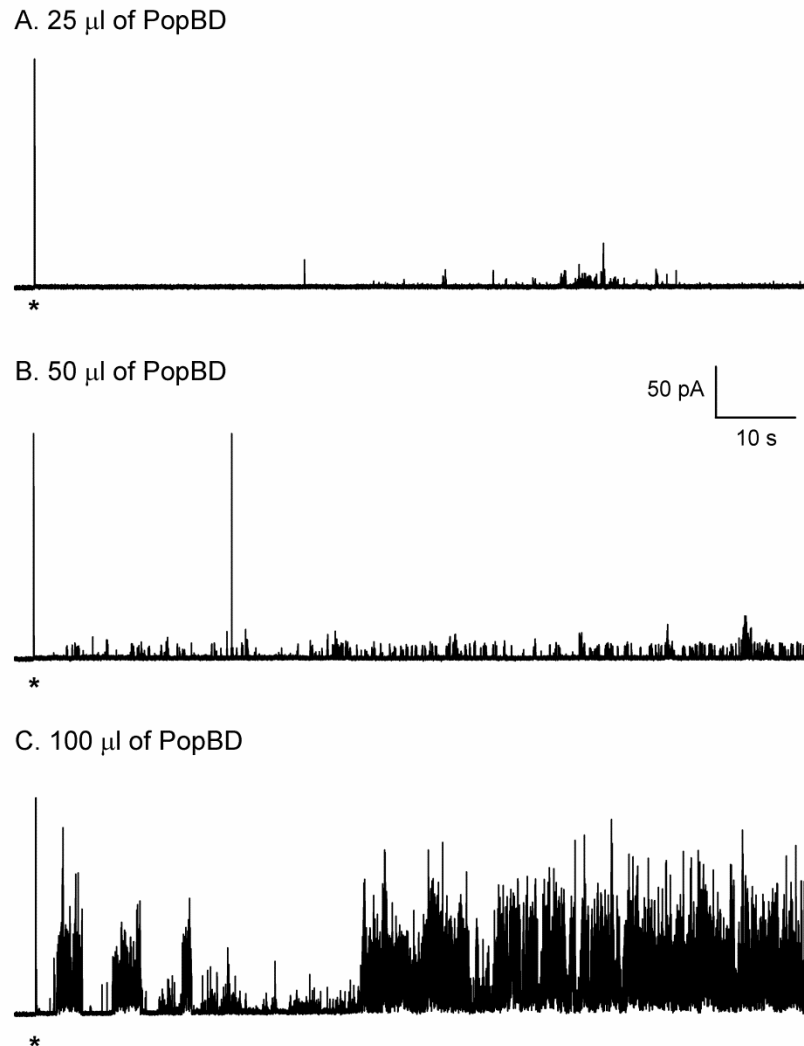 A. 25 μl of PopBD
*
B. 50 μl of PopBD
50 pA
10 s
*
C. 100 μl of PopBD
*